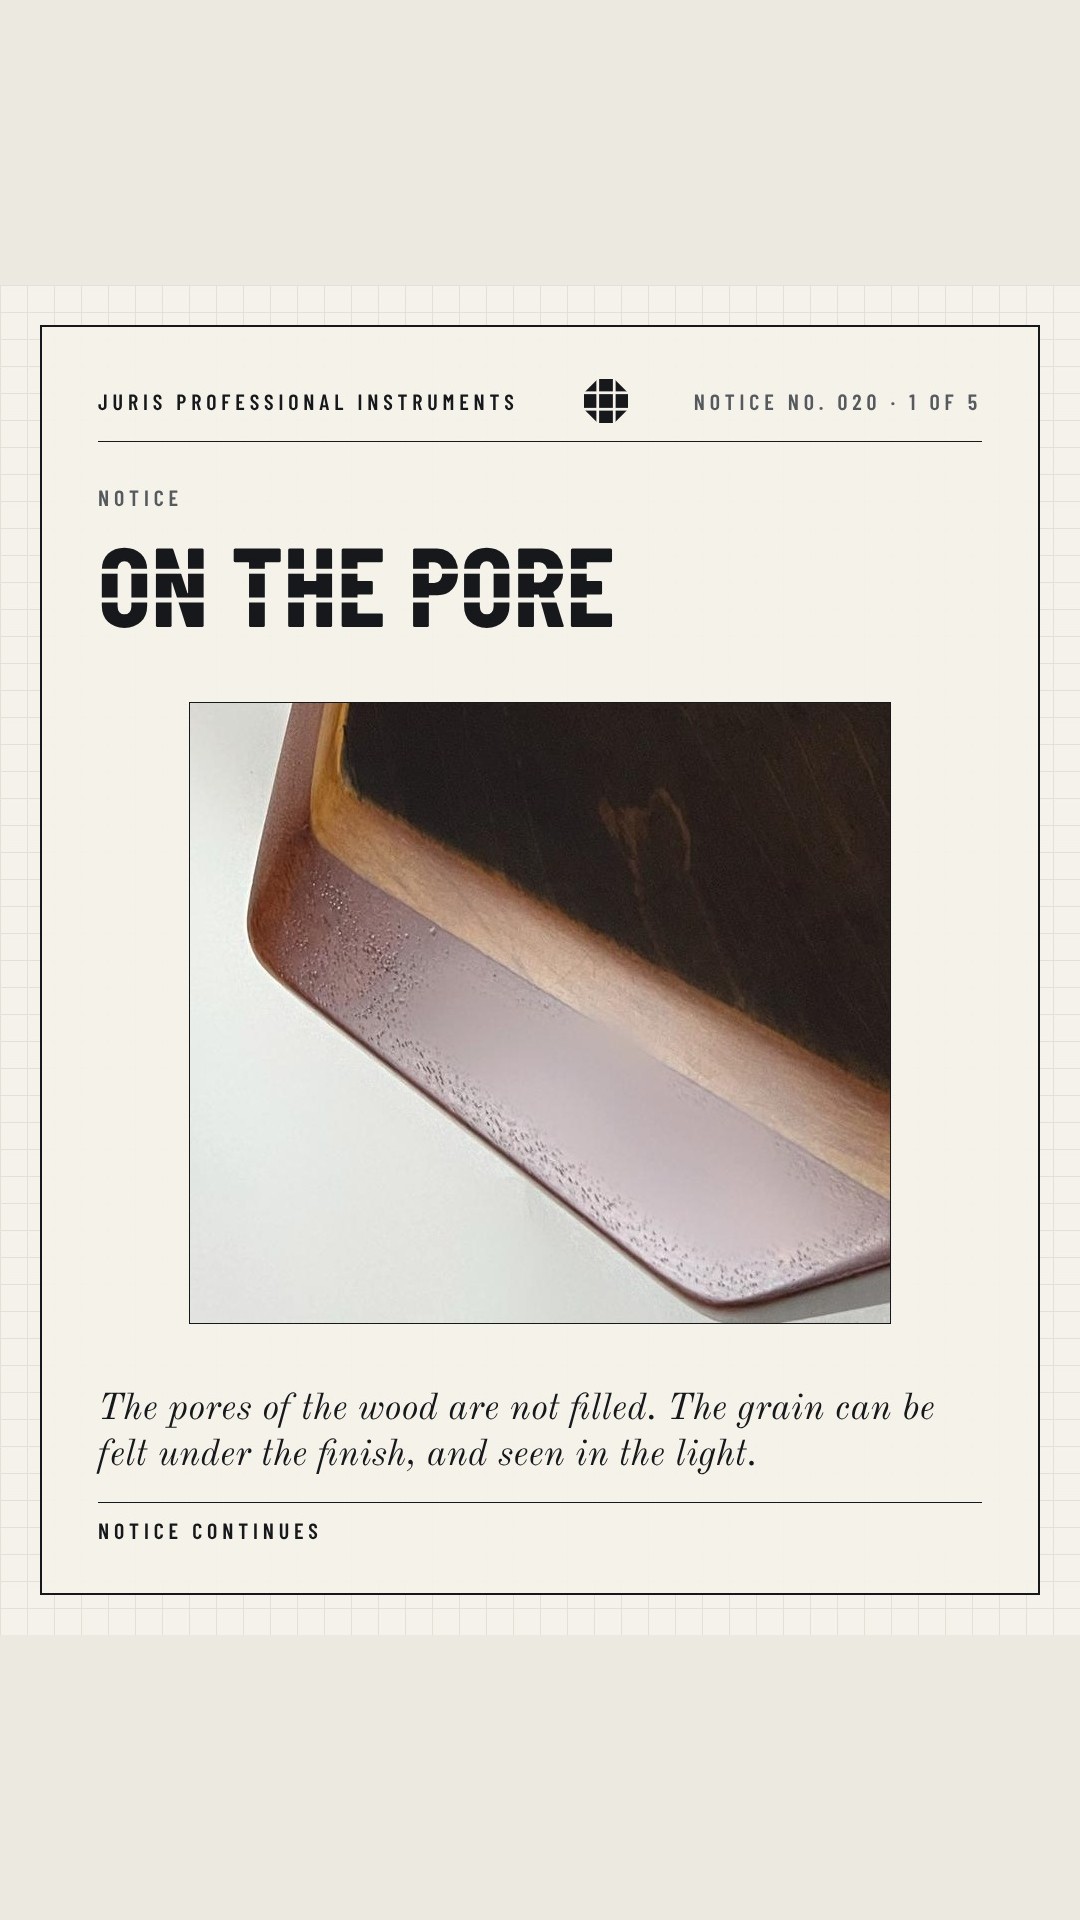 JURIS PROFESSIONAL INSTRUMENTS
NOTICE NO. 020 · 1 OF 5
NOTICE
ON THE PORE
The pores of the wood are not filled. The grain can be
felt under the finish, and seen in the light.
NOTICE CONTINUES